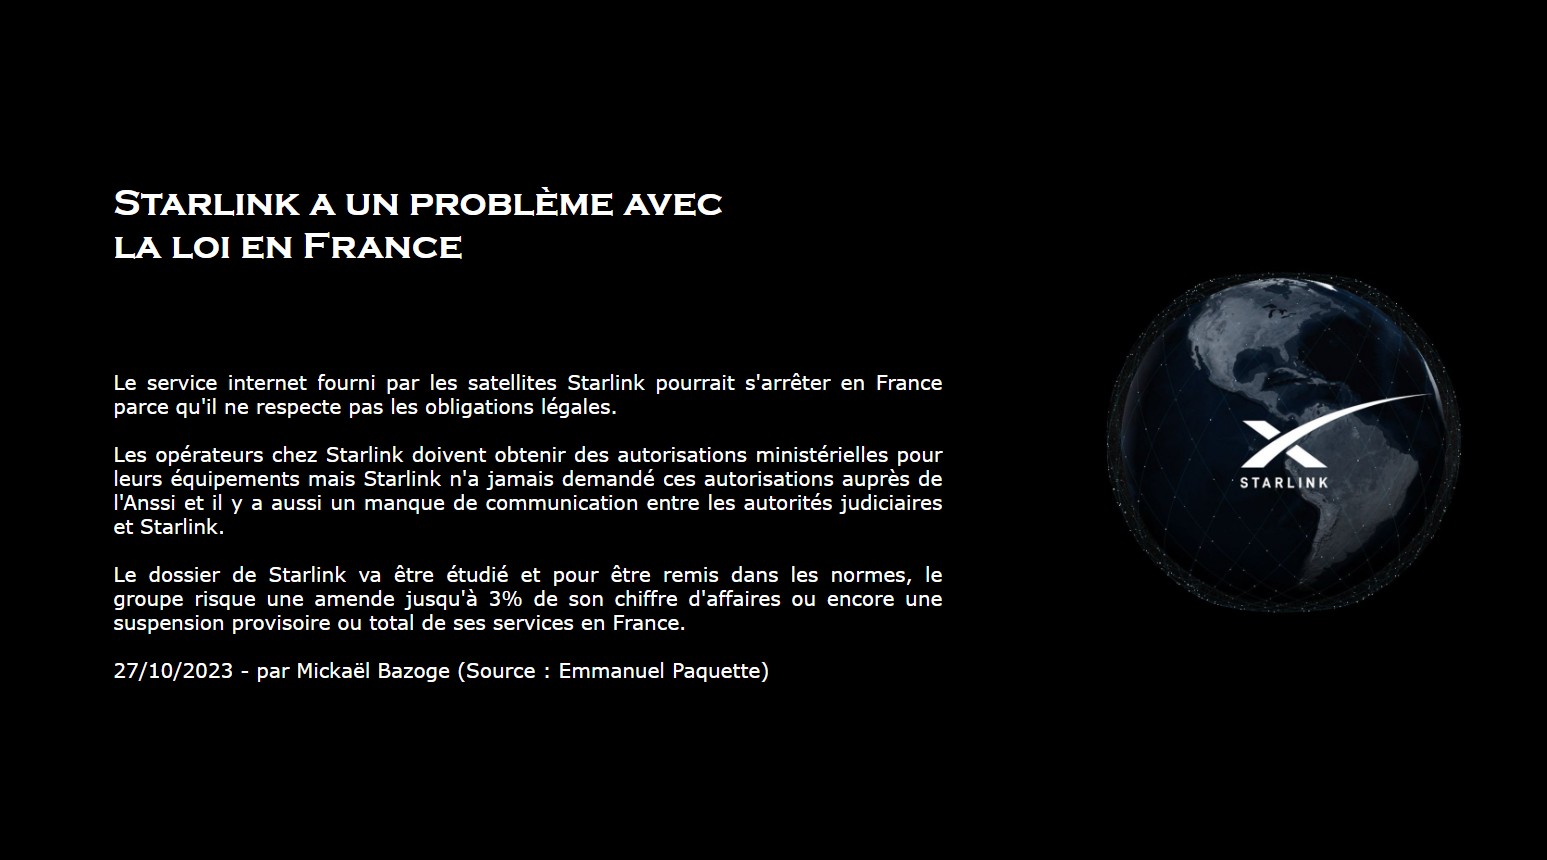 Starlink a un problème avec
la loi en France
Le service internet fourni par les satellites Starlink pourrait s'arrêter en France
parce qu'il ne respecte pas les obligations légales.
Les opérateurs chez Starlink doivent obtenir des autorisations ministérielles pour
leurs équipements mais Starlink n'a jamais demandé ces autorisations auprès de
l'Anssi et il y a aussi un manque de communication entre les autorités judiciaires
et Starlink.
Le dossier de Starlink va être étudié et pour être remis dans les normes, le
groupe risque une amende jusqu'à 3% de son chiffre d'affaires ou encore une
suspension provisoire ou total de ses services en France.
27/10/2023 - par Mickaël Bazoge (Source : Emmanuel Paquette)
STARLINK